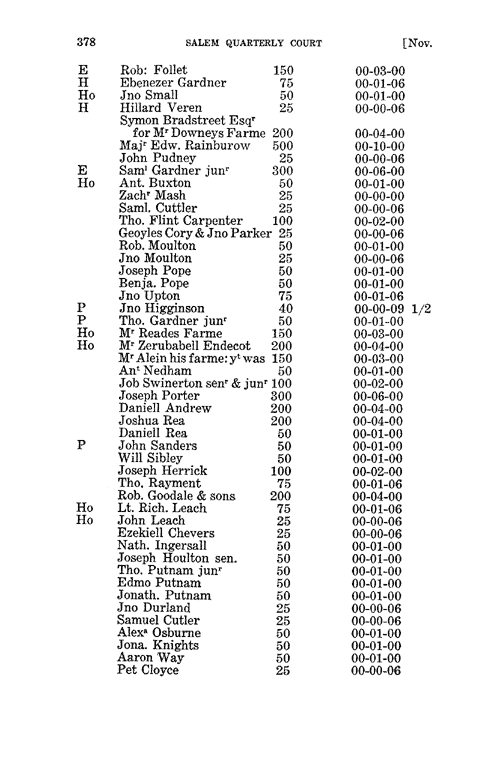 378 SALEM QUARTERLY COURT [Nov.
E Rob: Follet 150 00-03-00
H Ebenezer Gardner 75 00-01-06
Ho Jno Small 50 00-01-00
H Hillard Veren 25 00-00-06
Symon Bradstreet Esqʳ
for Mʳ Downeys Farme 200 00-04-00
Majʳ Edw. Rainburow 500 00-10-00
John Pudney 25 00-00-06
E Samˡ Gardner junʳ 300 00-06-00
Ho Ant. Buxton 50 00-01-00
Zachʳ Mash 25 00-00-00
Saml. Cuttler 25 00-00-06
Tho. Flint Carpenter 100 00-02-00
Geoyles Cory & Jno Parker 25 00-00-06
Rob. Moulton 50 00-01-00
Jno Moulton 25 00-00-06
Joseph Pope 50 00-01-00
Benja. Pope 50 00-01-00
Jno Upton 75 00-01-06
P Jno Higginson 40 00-00-09 1/2
P Tho. Gardner junʳ 50 00-01-00
Ho Mʳ Reades Farme 150 00-03-00
Ho Mʳ Zerubabell Endecot 200 00-04-00
Mʳ Alein his farme: yᵗ was 150 00-03-00
Anᵗ Nedham 50 00-01-00
Job Swinerton senʳ & junʳ 100 00-02-00
Joseph Porter 300 00-06-00
Daniell Andrew 200 00-04-00
Joshua Rea 200 00-04-00
Daniell Rea 50 00-01-00
P John Sanders 50 00-01-00
Will Sibley 50 00-01-00
Joseph Herrick 100 00-02-00
Tho. Rayment 75 00-01-06
Rob. Goodale & sons 200 00-04-00
Ho Lt. Rich. Leach 75 00-01-06
Ho John Leach 25 00-00-06
Ezekiell Chevers 25 00-00-06
Nath. Ingersall 50 00-01-00
Joseph Houlton sen. 50 00-01-00
Tho. Putnam junʳ 50 00-01-00
Edmo Putnam 50 00-01-00
Jonath. Putnam 50 00-01-00
Jno Durland 25 00-00-06
Samuel Cutler 25 00-00-06
Alexᵃ Osburne 50 00-01-00
Jona. Knights 50 00-01-00
Aaron Way 50 00-01-00
Pet Cloyce 25 00-00-06